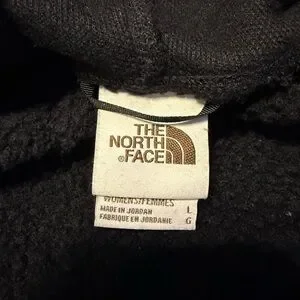 THE
NORTH
®FACE
WOMENS/FEMMES
MADE IN JORDAN L
FABRIQUE EN JORDANIE G